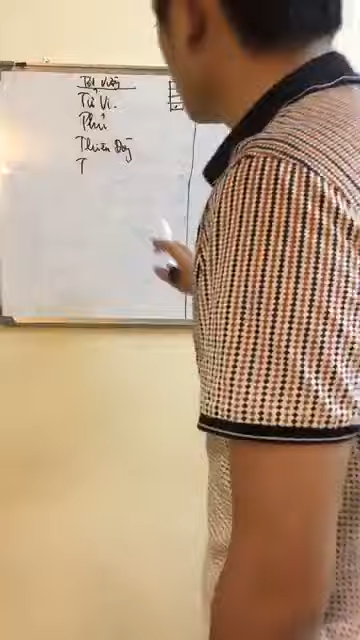 Tử Vi.
Phủ
Thiên Đồng
T